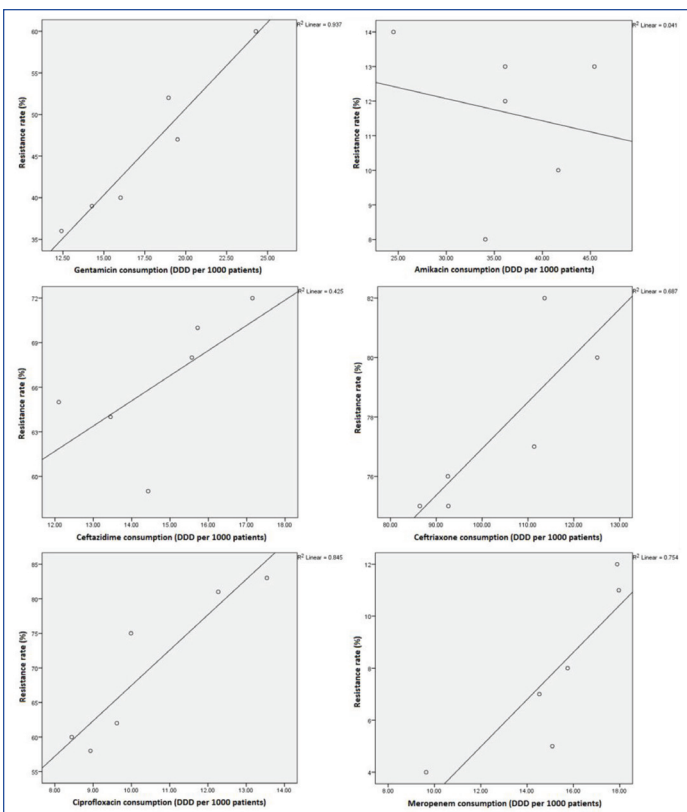 R² Linear = 0.937
Resistance rate (%)
60
55
50
45
40
35
12.50 15.00 17.50 20.00 22.50 25.00
Gentamicin consumption (DDD per 1000 patients)
R² Linear = 0.041
Resistance rate (%)
14
13
12
11
10
9
8
25.00 30.00 35.00 40.00 45.00
Amikacin consumption (DDD per 1000 patients)
R² Linear = 0.425
Resistance rate (%)
72
69
66
63
60
12.00 13.00 14.00 15.00 16.00 17.00 18.00
Ceftazidime consumption (DDD per 1000 patients)
R² Linear = 0.687
Resistance rate (%)
82
80
78
76
80.00 90.00 100.00 110.00 120.00 130.00
Ceftriaxone consumption (DDD per 1000 patients)
R² Linear = 0.845
Resistance rate (%)
85
80
75
70
65
60
55
8.00 9.00 10.00 11.00 12.00 13.00 14.00
Ciprofloxacin consumption (DDD per 1000 patients)
R² Linear = 0.754
Resistance rate (%)
12
10
8
6
4
8.00 10.00 12.00 14.00 16.00 18.00
Meropenem consumption (DDD per 1000 patients)